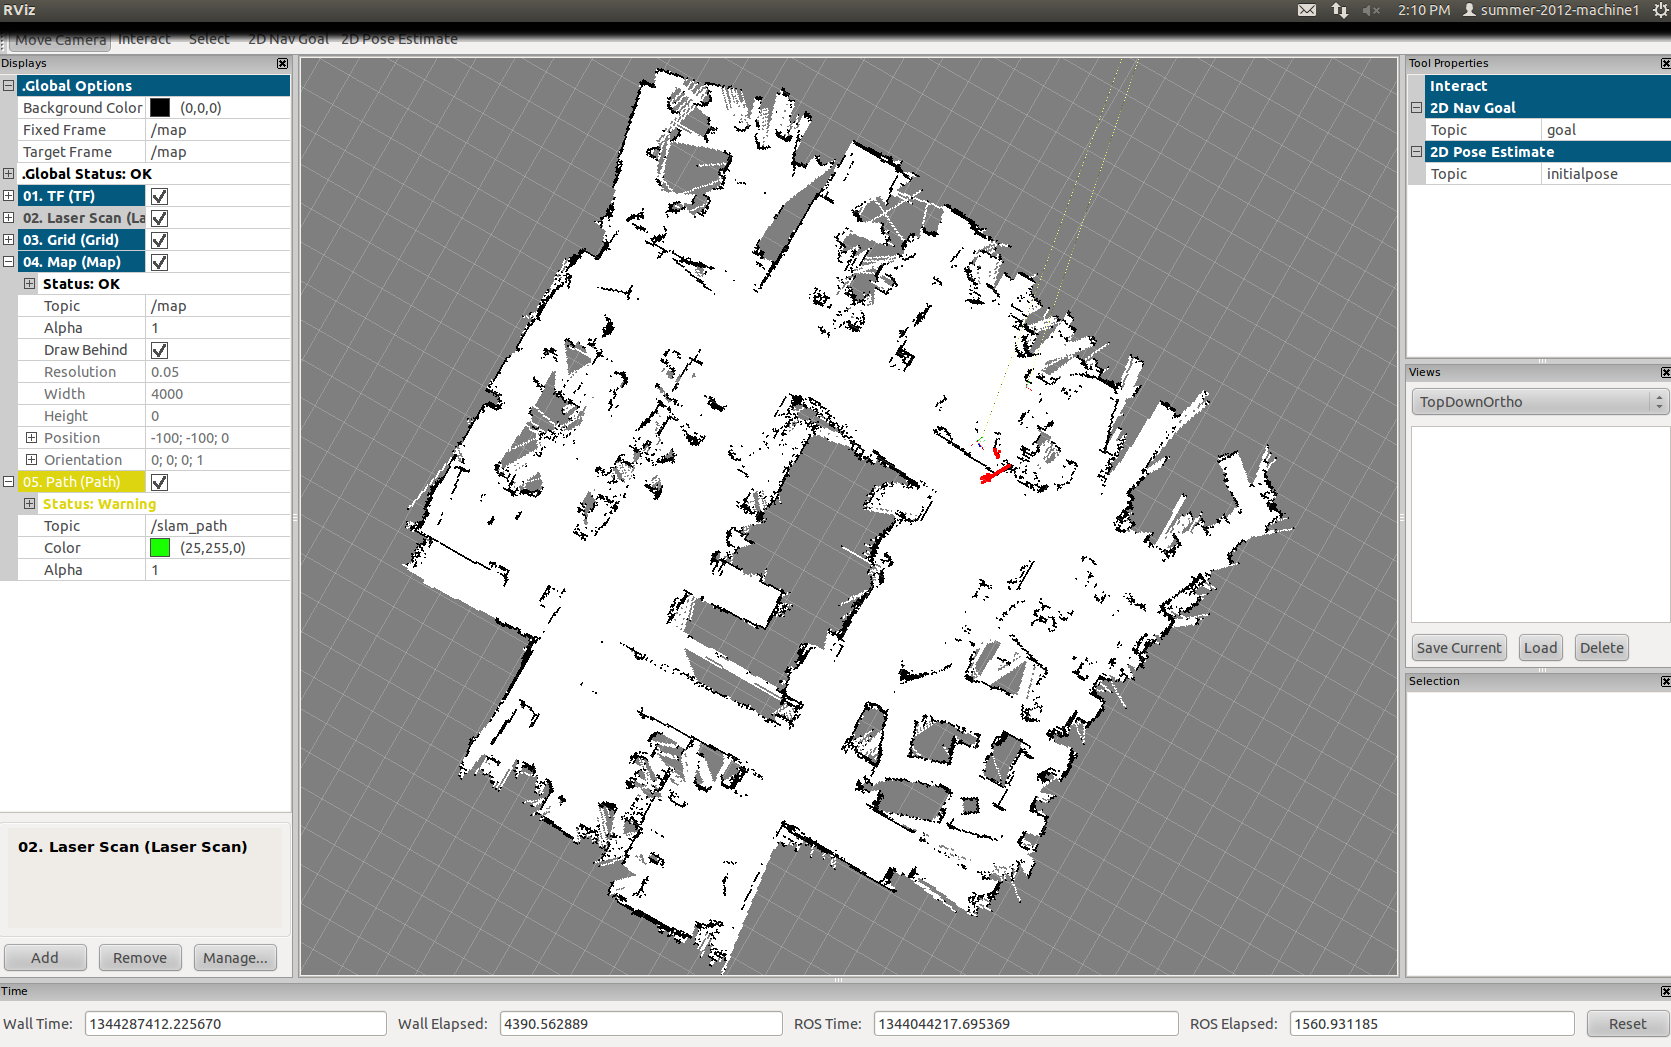 RViz
2:10 PM summer-2012-machine1
Move Camera Interact Select 2D Nav Goal 2D Pose Estimate
Displays
.Global Options
Background Color (0,0,0)
Fixed Frame /map
Target Frame /map
.Global Status: OK
01. TF (TF)
02. Laser Scan (La
03. Grid (Grid)
04. Map (Map)
Status: OK
Topic /map
Alpha 1
Draw Behind
Resolution 0.05
Width 4000
Height 0
Position -100; -100; 0
Orientation 0; 0; 0; 1
05. Path (Path)
Status: Warning
Topic /slam_path
Color (25,255,0)
Alpha 1
02. Laser Scan (Laser Scan)
Add Remove Manage...
Tool Properties
Interact
2D Nav Goal
Topic goal
2D Pose Estimate
Topic initialpose
Views
TopDownOrtho
Save Current Load Delete
Selection
Time
Wall Time: 1344287412.225670 Wall Elapsed: 4390.562889 ROS Time: 1344044217.695369 ROS Elapsed: 1560.931185 Reset